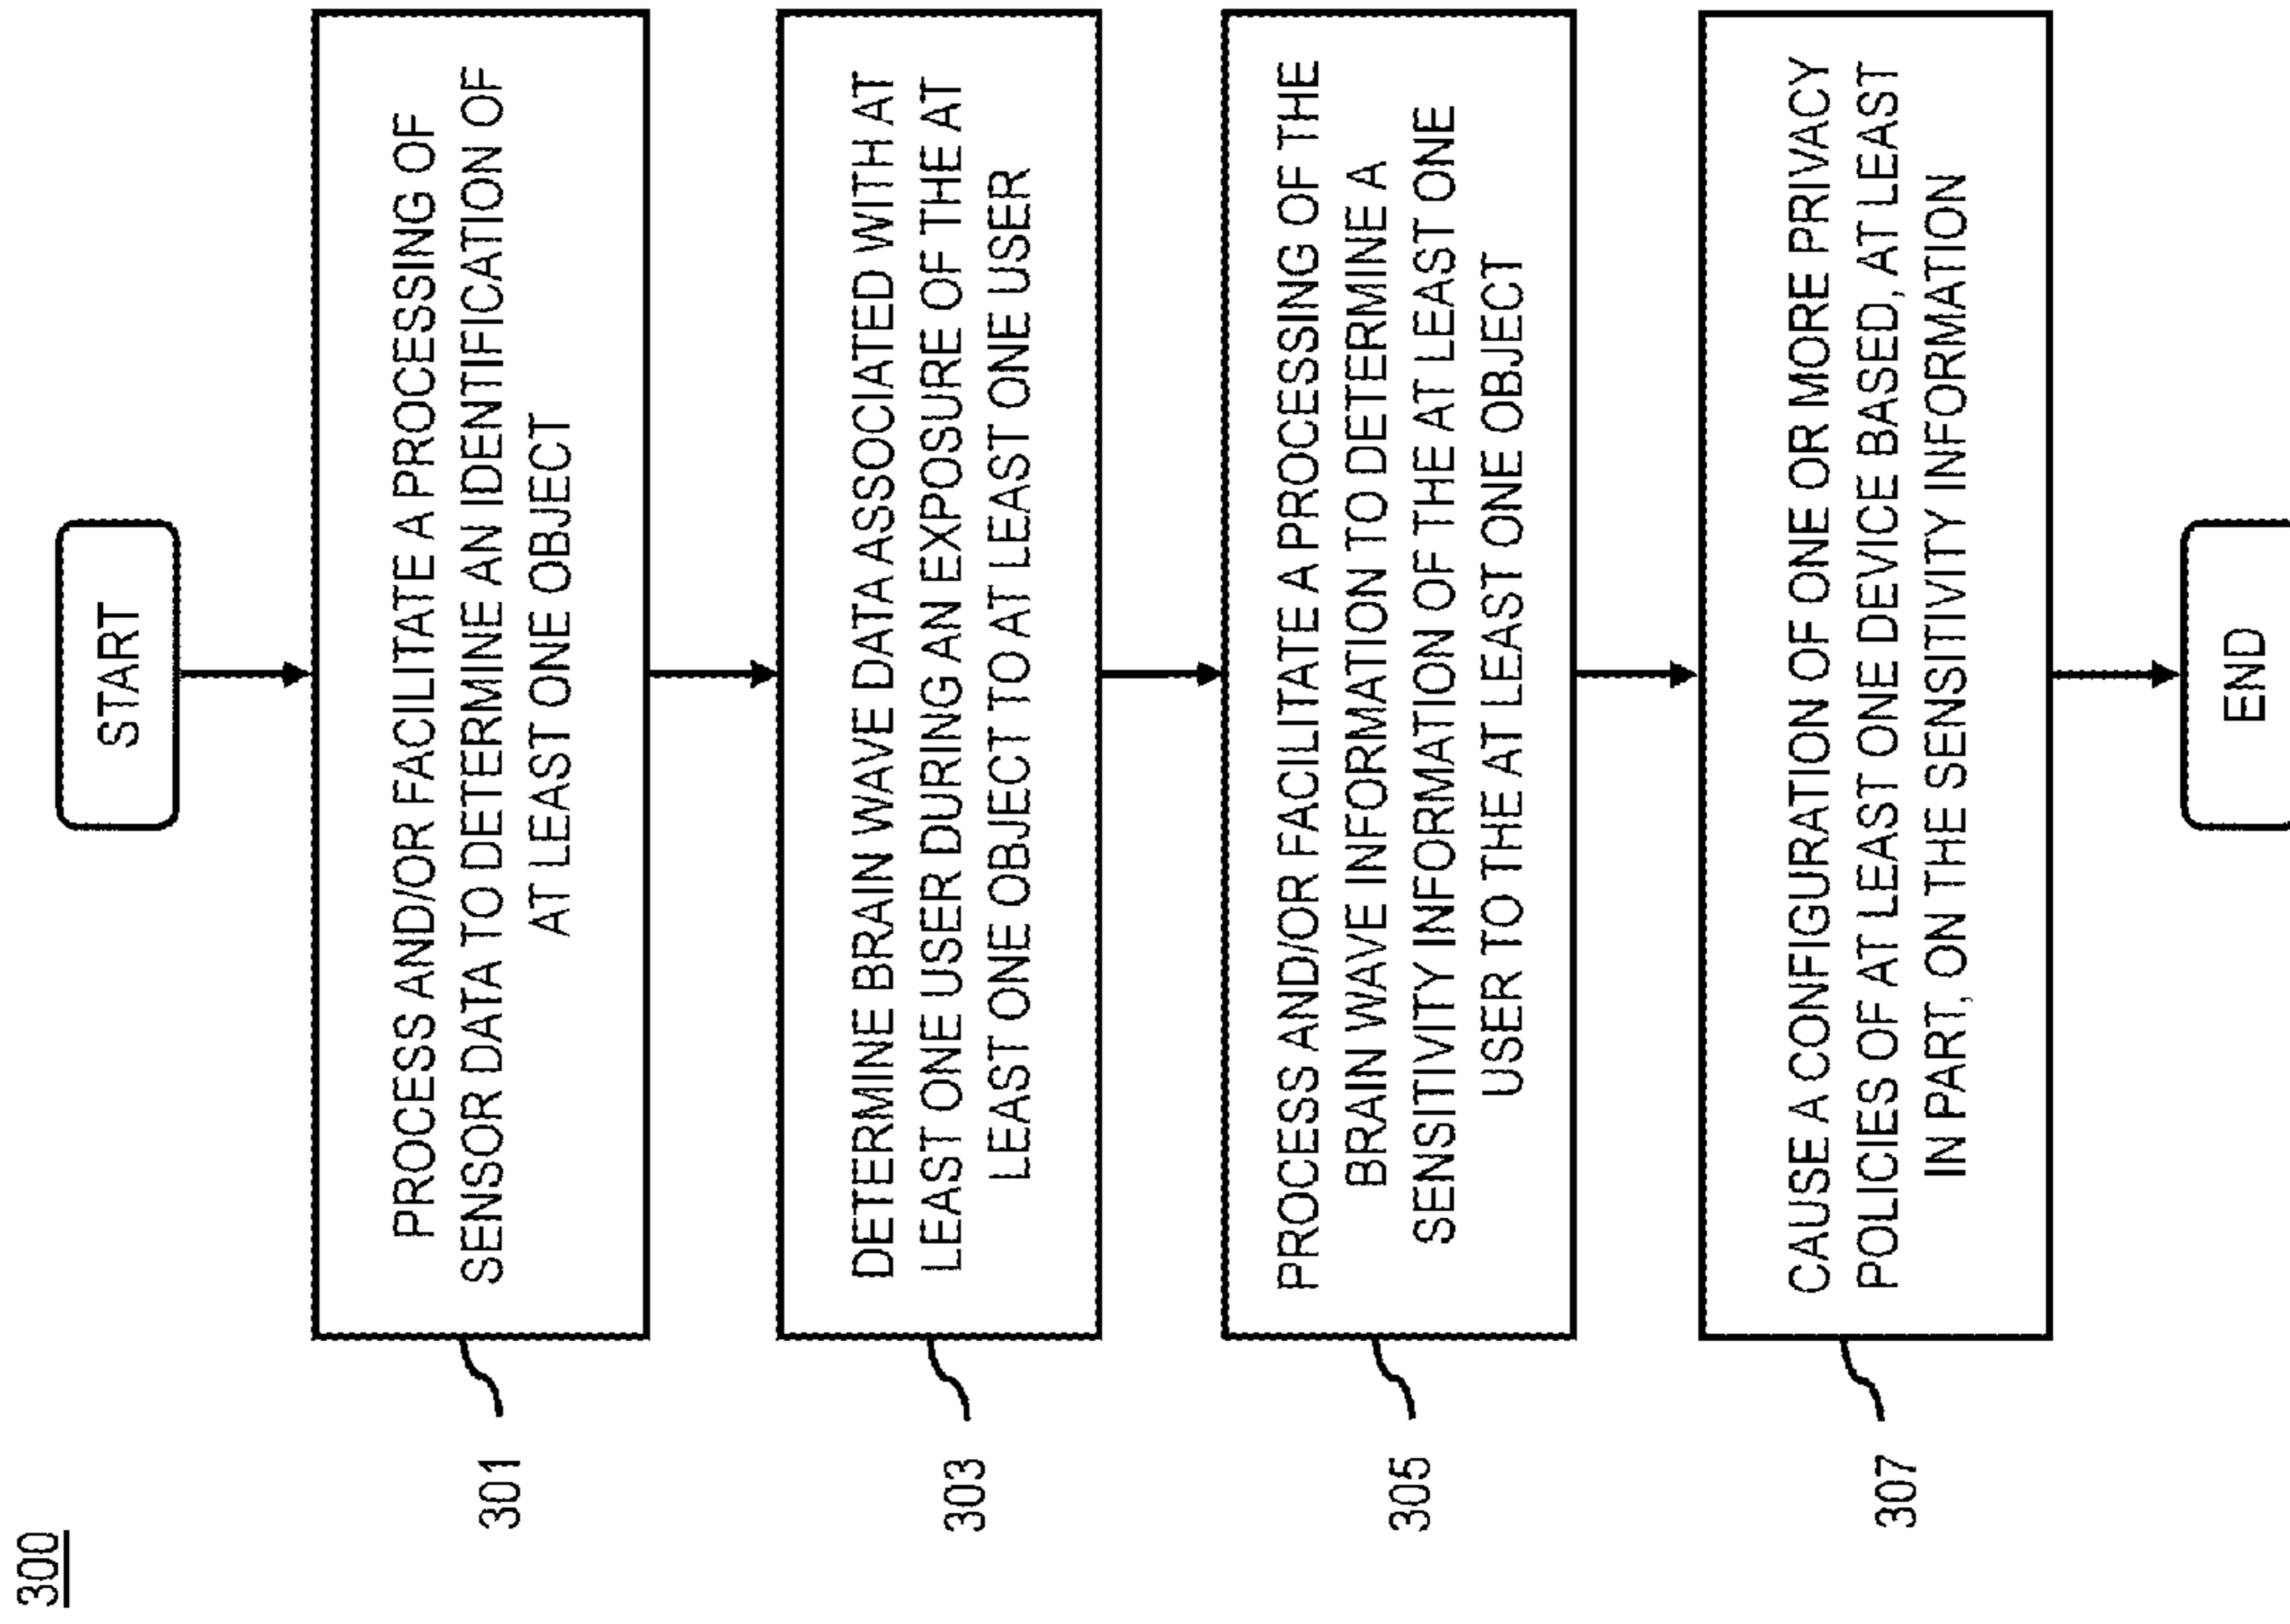 300
START
PROCESS AND/OR FACILITATE A PROCESSING OF
SENSOR DATA TO DETERMINE AN IDENTIFICATION OF
AT LEAST ONE OBJECT
301
DETERMINE BRAIN WAVE DATA ASSOCIATED WITH AT
LEAST ONE USER DURING AN EXPOSURE OF THE AT
LEAST ONE OBJECT TO AT LEAST ONE USER
303
PROCESS AND/OR FACILITATE A PROCESSING OF THE
BRAIN WAVE INFORMATION TO DETERMINE A
SENSITIVITY INFORMATION OF THE AT LEAST ONE
USER TO THE AT LEAST ONE OBJECT
305
CAUSE A CONFIGURATION OF ONE OR MORE PRIVACY
POLICIES OF AT LEAST ONE DEVICE BASED, AT LEAST
IN PART, ON THE SENSITIVITY INFORMATION
307
END